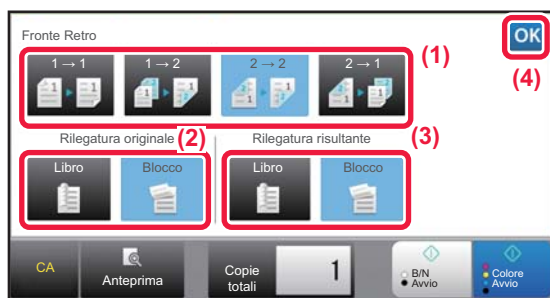 Fronte Retro
OK
(1)
(4)
1 → 1
1 → 2
2 → 2
2 → 1
Rilegatura originale
(2)
Rilegatura risultante
(3)
Libro
Blocco
Libro
Blocco
CA
Anteprima
Copie
totali
1
B/N
Avvio
Colore
Avvio